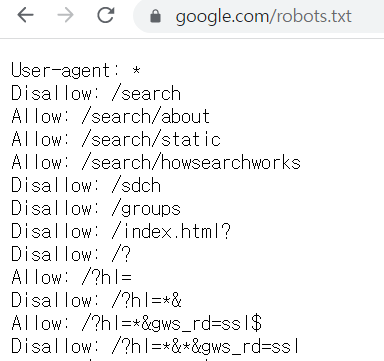 google.com/robots.txt
User-agent: *
Disallow: /search
Allow: /search/about
Allow: /search/static
Allow: /search/howsearchworks
Disallow: /sdch
Disallow: /groups
Disallow: /index.html?
Disallow: /?
Allow: /?hl=
Disallow: /?hl=*&
Allow: /?hl=*&gws_rd=ssl$
Disallow: /?hl=*&*&gws_rd=ssl